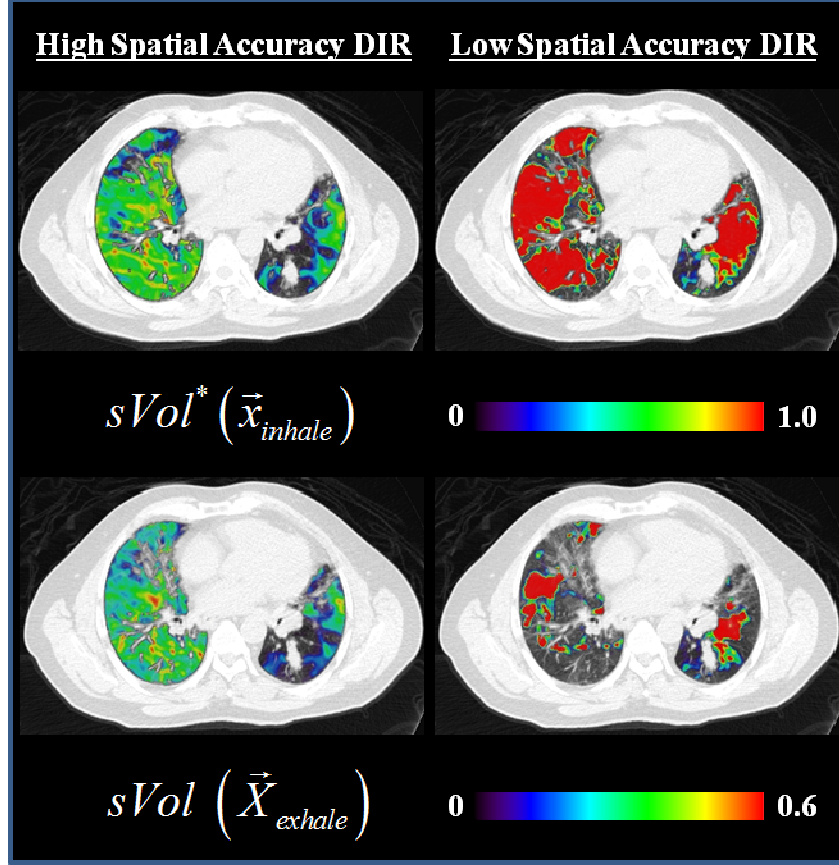 High Spatial Accuracy DIR Low Spatial Accuracy DIR
sVol* (x⃗inhale) 0 1.0
sVol (X⃗exhale) 0 0.6